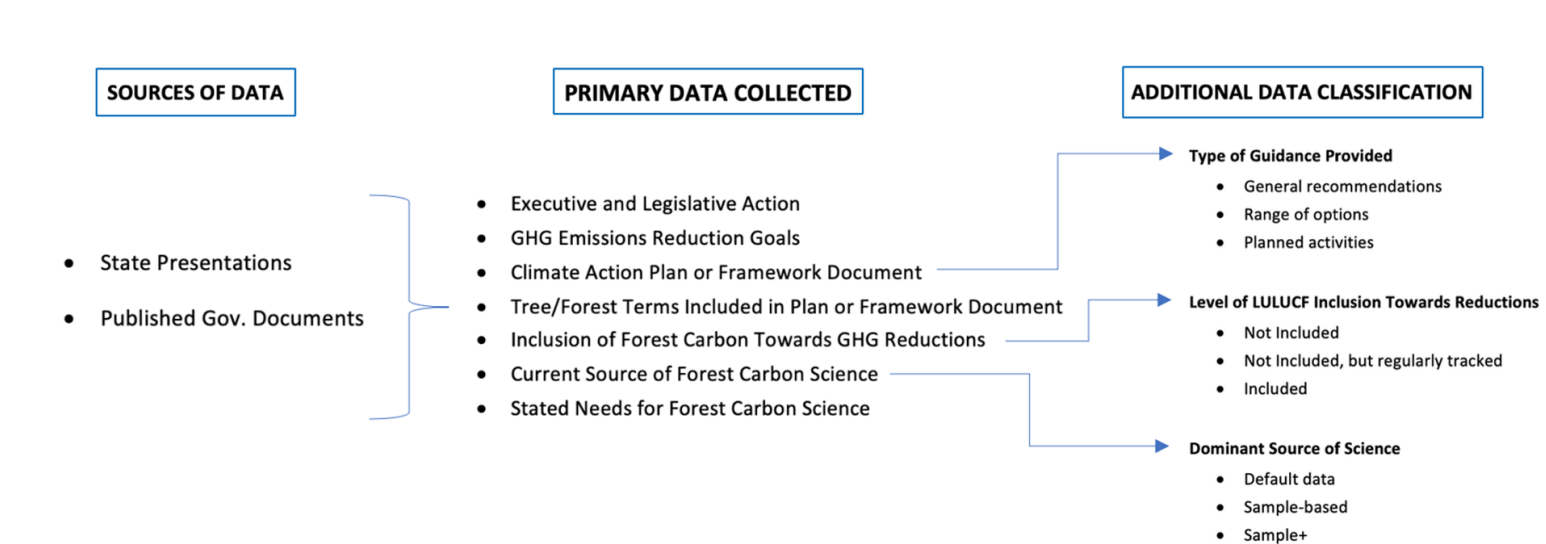 SOURCES OF DATA
State Presentations
Published Gov. Documents
PRIMARY DATA COLLECTED
Executive and Legislative Action
GHG Emissions Reduction Goals
Climate Action Plan or Framework Document
Tree/Forest Terms Included in Plan or Framework Document
Inclusion of Forest Carbon Towards GHG Reductions
Current Source of Forest Carbon Science
Stated Needs for Forest Carbon Science
ADDITIONAL DATA CLASSIFICATION
Type of Guidance Provided
General recommendations
Range of options
Planned activities
Level of LULUCF Inclusion Towards Reductions
Not Included
Not Included, but regularly tracked
Included
Dominant Source of Science
Default data
Sample-based
Sample+